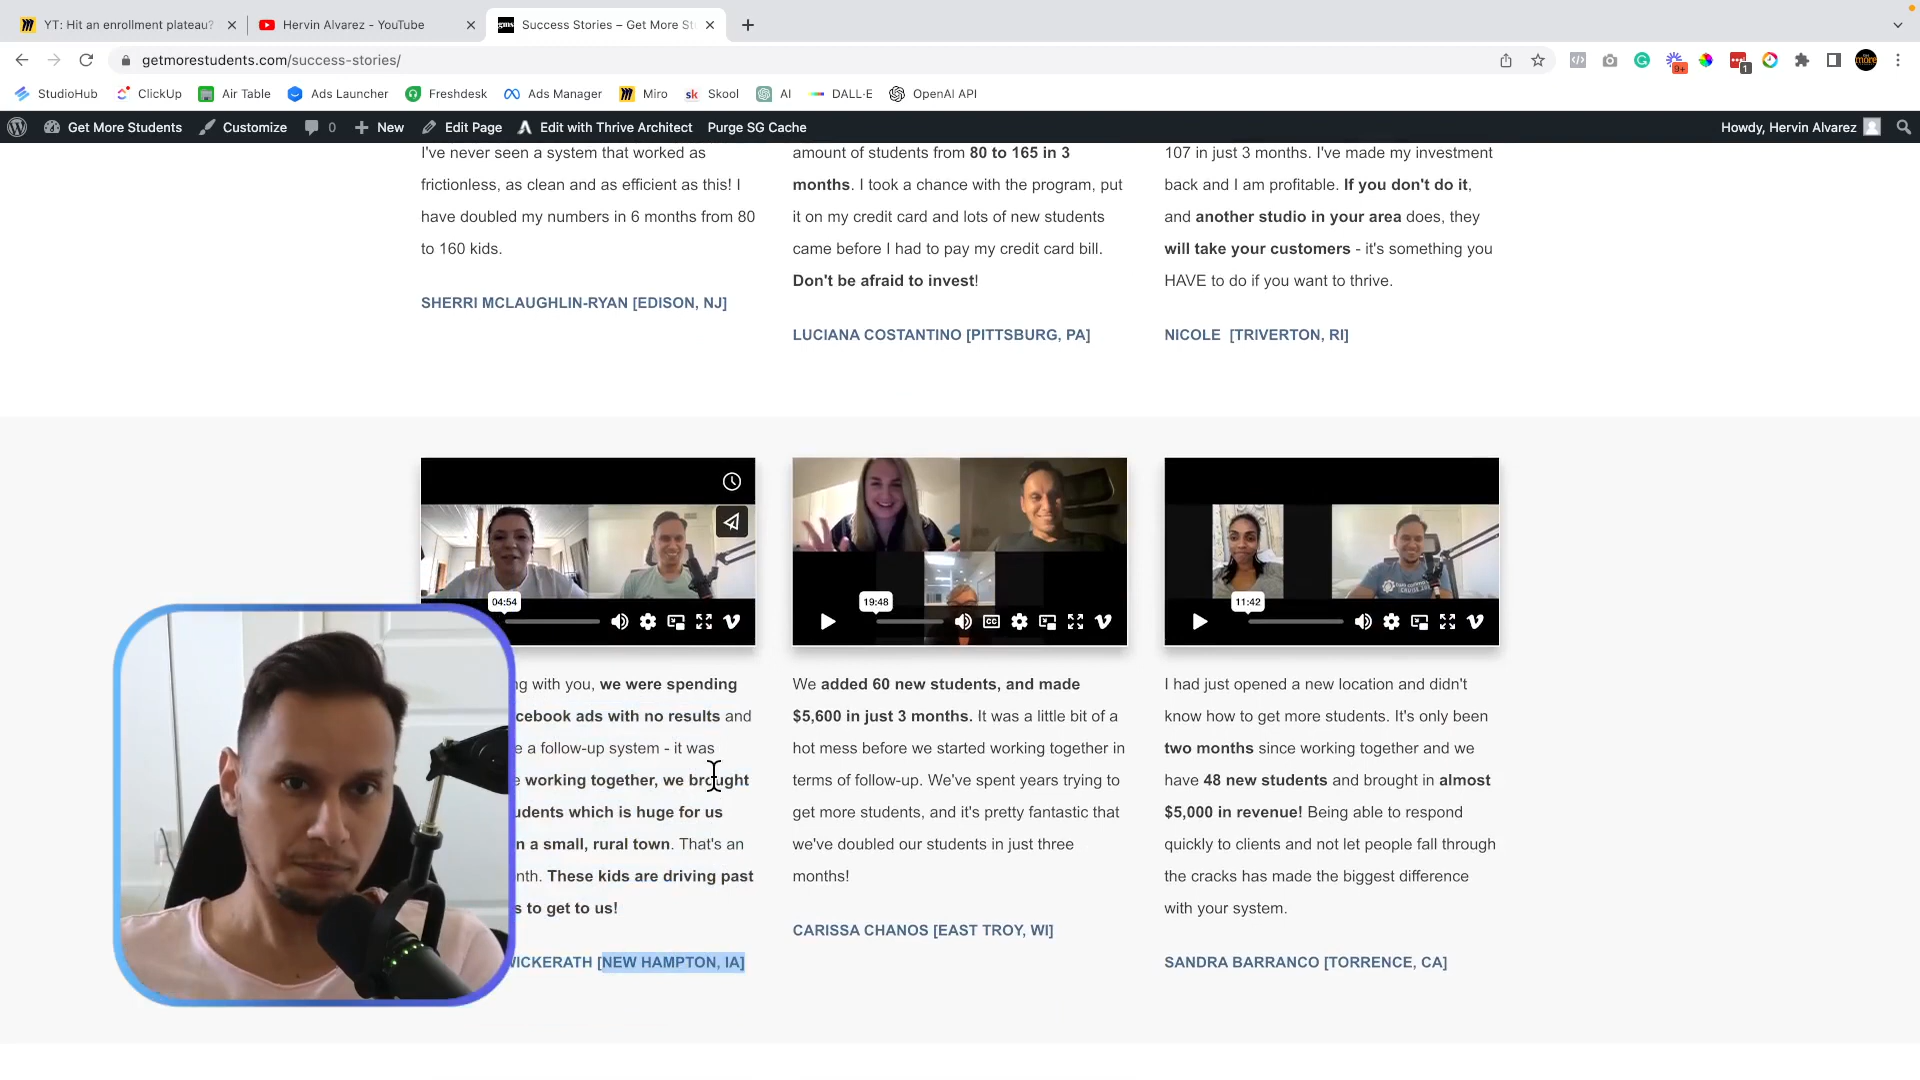 YT: Hit an enrollment plateau?
Hervin Alvarez - YouTube
Success Stories – Get More St
getmorestudents.com/success-stories/
9+
1
StudioHub
ClickUp
Air Table
Ads Launcher
Freshdesk
Ads Manager
Miro
sk Skool
AI
DALL·E
OpenAI API
Get More Students
Customize
0
New
Edit Page
Edit with Thrive Architect
Purge SG Cache
Howdy, Hervin Alvarez
I've never seen a system that worked as
frictionless, as clean and as efficient as this! I
have doubled my numbers in 6 months from 80
to 160 kids.
SHERRI MCLAUGHLIN-RYAN [EDISON, NJ]
amount of students from 80 to 165 in 3
months. I took a chance with the program, put
it on my credit card and lots of new students
came before I had to pay my credit card bill.
Don't be afraid to invest!
LUCIANA COSTANTINO [PITTSBURG, PA]
107 in just 3 months. I've made my investment
back and I am profitable. If you don't do it,
and another studio in your area does, they
will take your customers - it's something you
HAVE to do if you want to thrive.
NICOLE [TRIVERTON, RI]
04:54
19:48
CC
11:42
with you, we were spending
ads with no results and
a follow-up system - it was
working together, we brought
which is huge for us
a small, rural town. That's an
These kids are driving past
to get to us!
[NEW HAMPTON, IA]
We added 60 new students, and made
$5,600 in just 3 months. It was a little bit of a
hot mess before we started working together in
terms of follow-up. We've spent years trying to
get more students, and it's pretty fantastic that
we've doubled our students in just three
months!
CARISSA CHANOS [EAST TROY, WI]
I had just opened a new location and didn't
know how to get more students. It's only been
two months since working together and we
have 48 new students and brought in almost
$5,000 in revenue! Being able to respond
quickly to clients and not let people fall through
the cracks has made the biggest difference
with your system.
SANDRA BARRANCO [TORRENCE, CA]